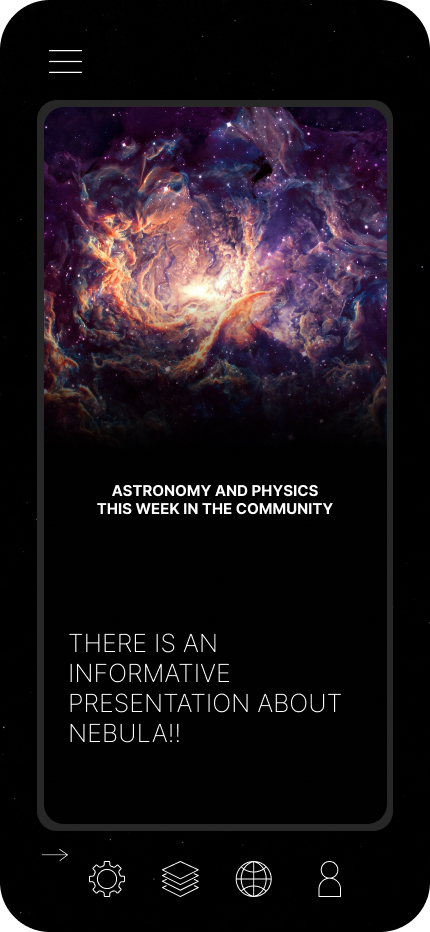 ASTRONOMY AND PHYSICS
THIS WEEK IN THE COMMUNITY
THERE IS AN
INFORMATIVE
PRESENTATION ABOUT
NEBULA!!